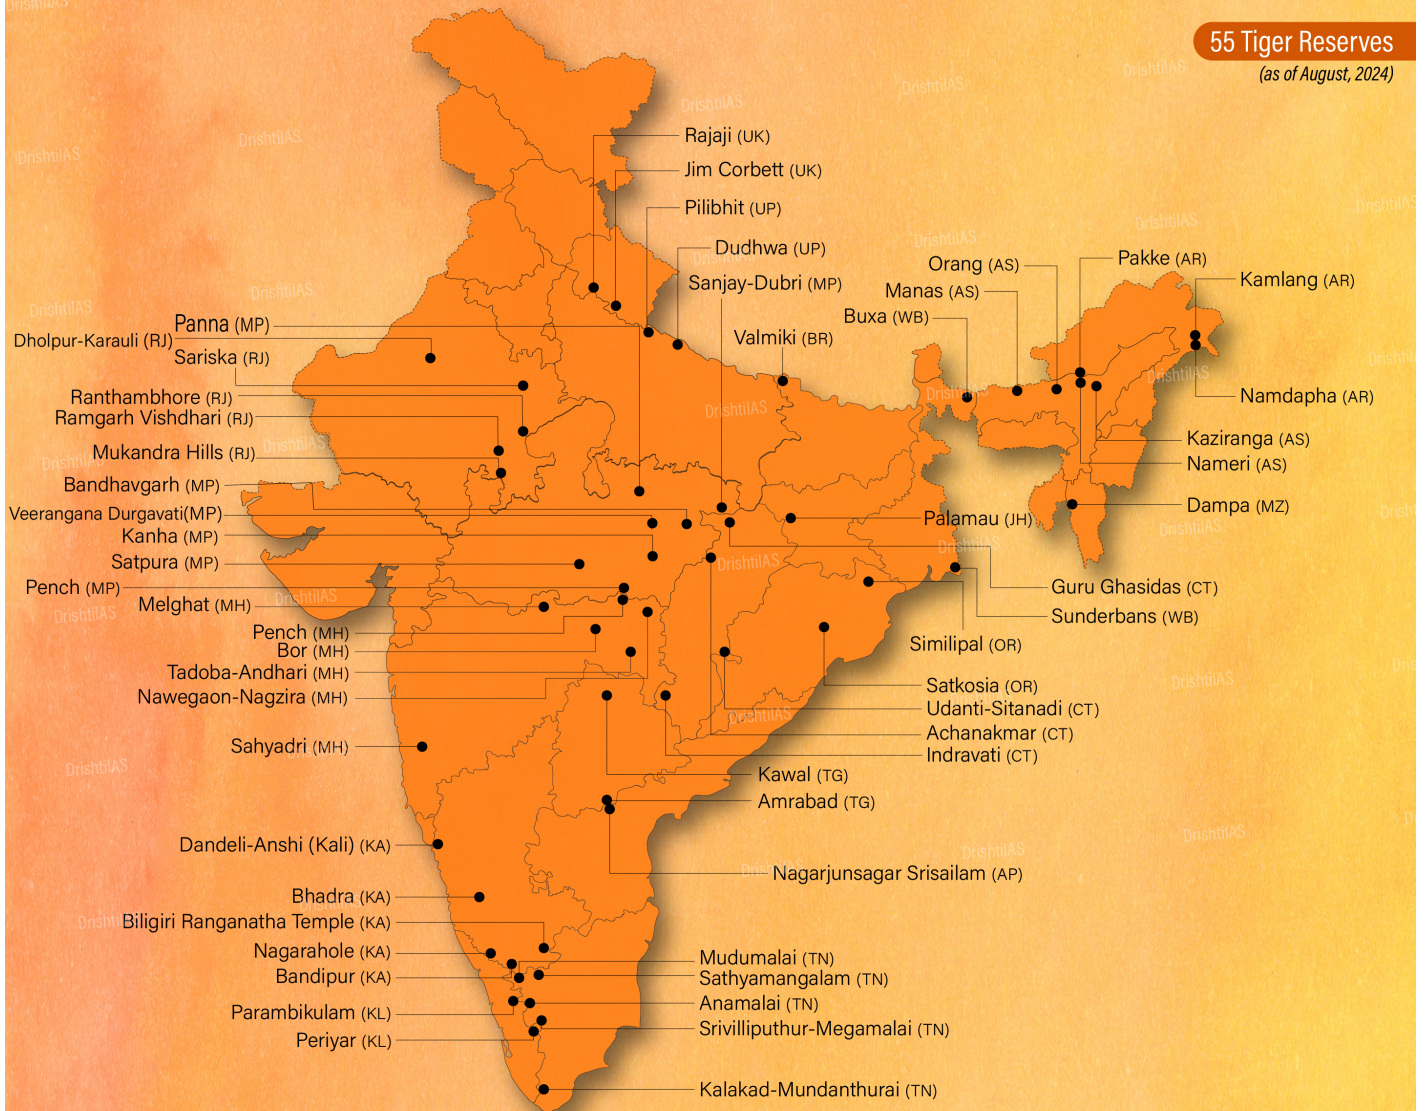 55 Tiger Reserves
(as of August, 2024)
Rajaji (UK)
Jim Corbett (UK)
Pilibhit (UP)
Dudhwa (UP)
Sanjay-Dubri (MP)
Valmiki (BR)
Buxa (WB)
Manas (AS)
Orang (AS)
Pakke (AR)
Kamlang (AR)
Namdapha (AR)
Kaziranga (AS)
Nameri (AS)
Dampa (MZ)
Panna (MP)
Dholpur-Karauli (RJ)
Sariska (RJ)
Ranthambhore (RJ)
Ramgarh Vishdhari (RJ)
Mukandra Hills (RJ)
Bandhavgarh (MP)
Veerangana Durgavati(MP)
Kanha (MP)
Satpura (MP)
Pench (MP)
Melghat (MH)
Pench (MH)
Bor (MH)
Tadoba-Andhari (MH)
Nawegaon-Nagzira (MH)
Sahyadri (MH)
Dandeli-Anshi (Kali) (KA)
Bhadra (KA)
Biligiri Ranganatha Temple (KA)
Nagarahole (KA)
Bandipur (KA)
Parambikulam (KL)
Periyar (KL)
Palamau (JH)
Guru Ghasidas (CT)
Sunderbans (WB)
Similipal (OR)
Satkosia (OR)
Udanti-Sitanadi (CT)
Achanakmar (CT)
Indravati (CT)
Kawal (TG)
Amrabad (TG)
Nagarjunsagar Srisailam (AP)
Mudumalai (TN)
Sathyamangalam (TN)
Anamalai (TN)
Srivilliputhur-Megamalai (TN)
Kalakad-Mundanthurai (TN)
DrishtiIAS